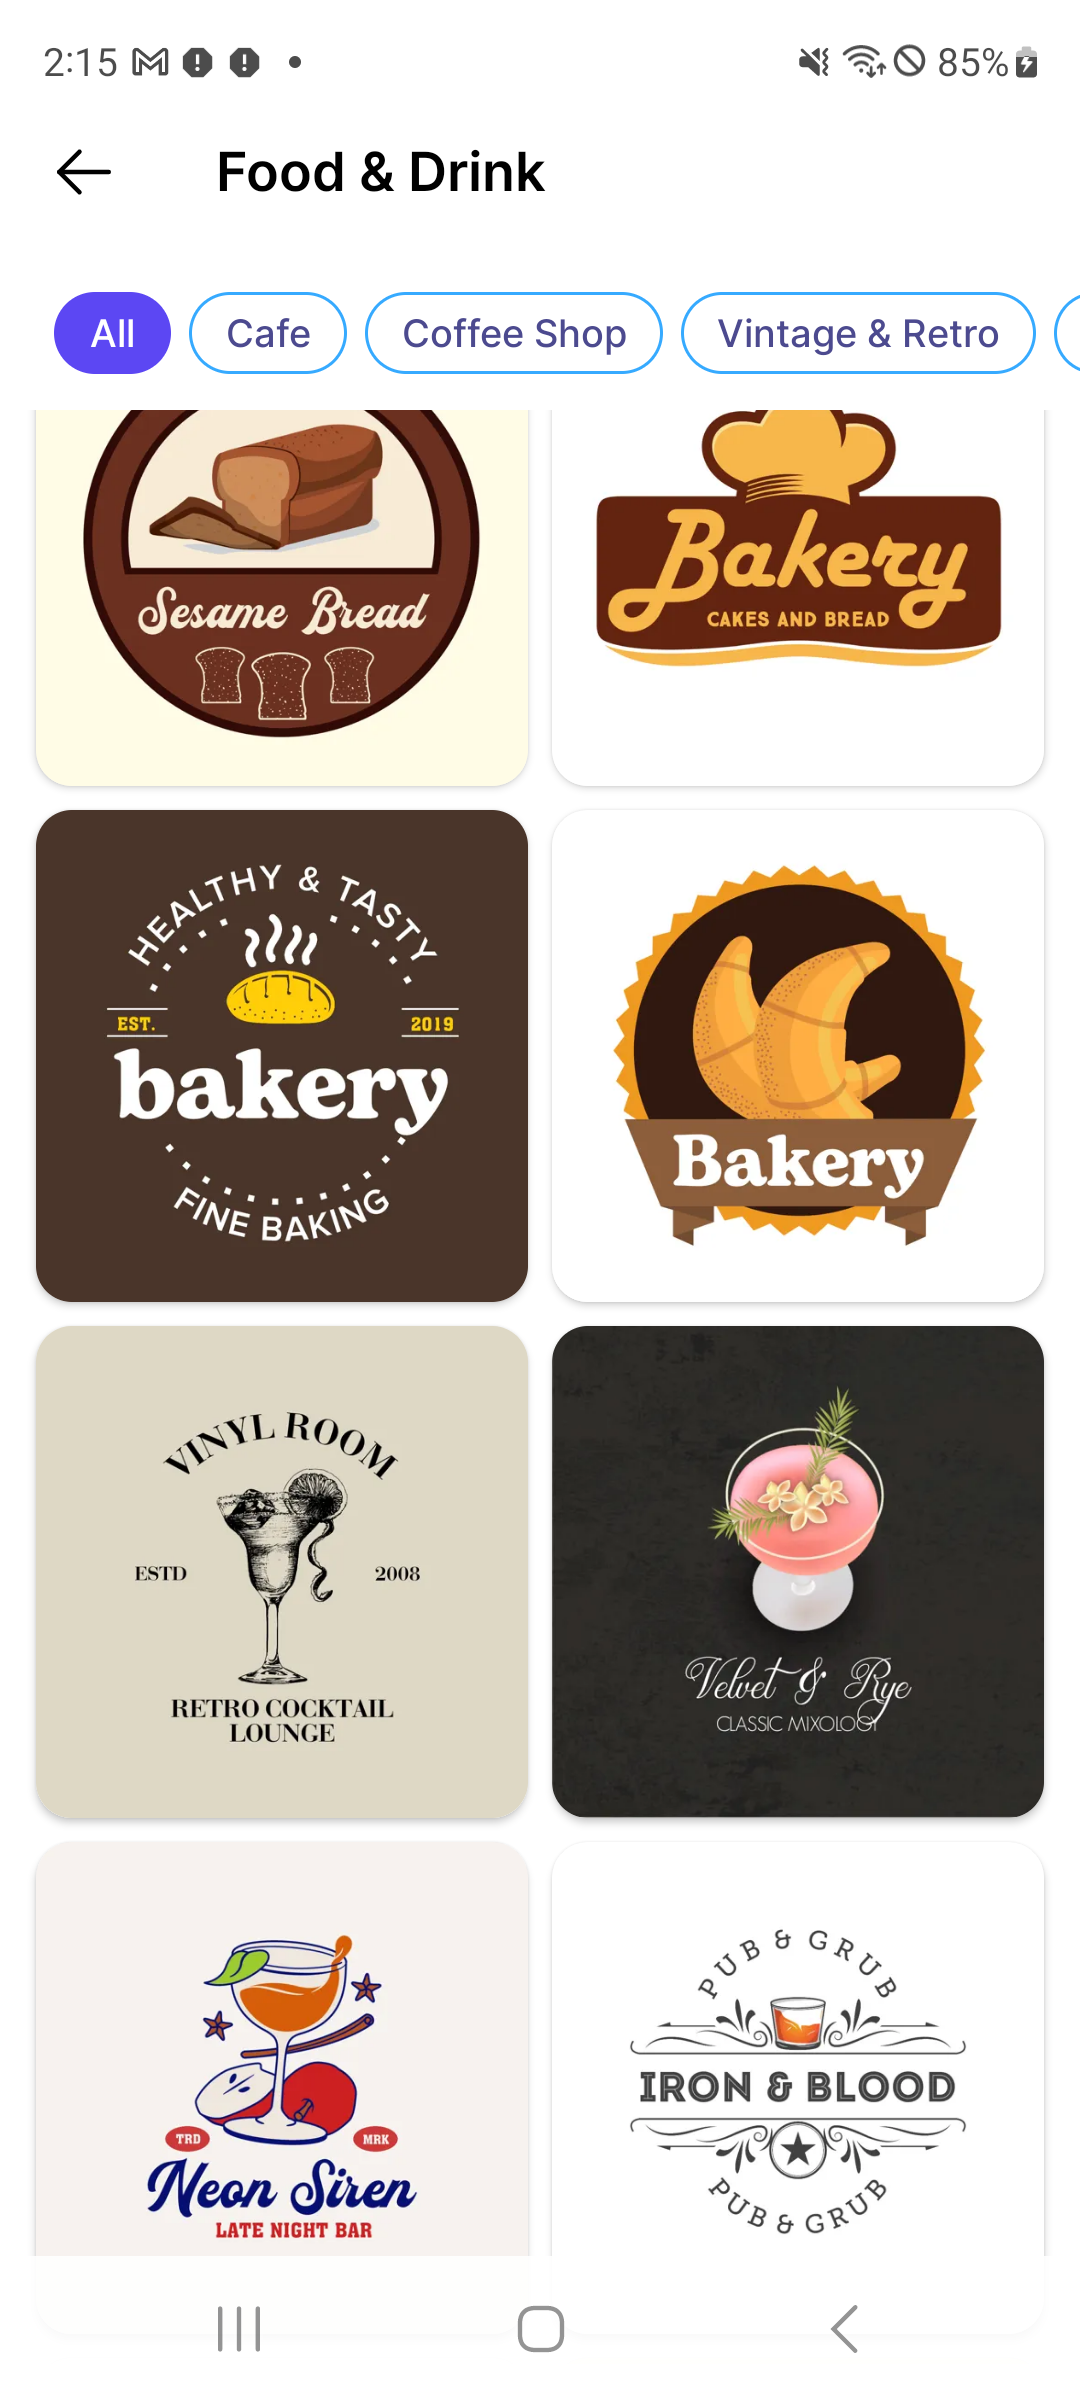 2:15
85%
Food & Drink
All
Cafe
Coffee Shop
Vintage & Retro
Sesame Bread
Bakery
CAKES AND BREAD
HEALTHY & TASTY
EST.
2019
bakery
FINE BAKING
Bakery
VINYL ROOM
ESTD
2008
RETRO COCKTAIL
LOUNGE
Velvet & Rye
CLASSIC MIXOLOGY
TRD
MRK
Neon Siren
LATE NIGHT BAR
PUB & GRUB
IRON & BLOOD
PUB & GRUB